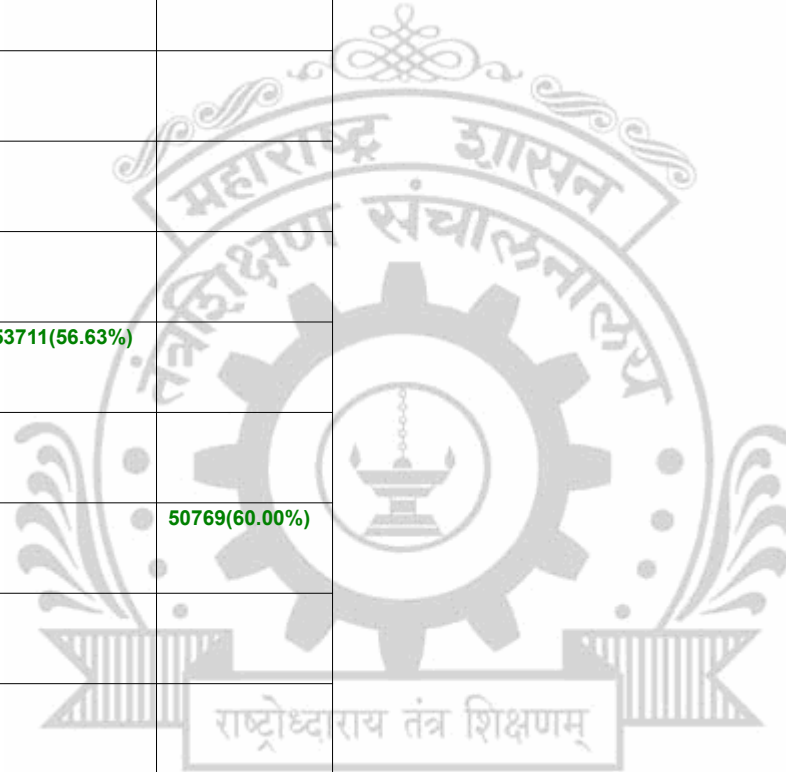 महाराष्ट्र शासन
तंत्रशिक्षण संचालनालय
53711(56.63%)
50769(60.00%)
राष्ट्रोध्दाराय तंत्र शिक्षणम्